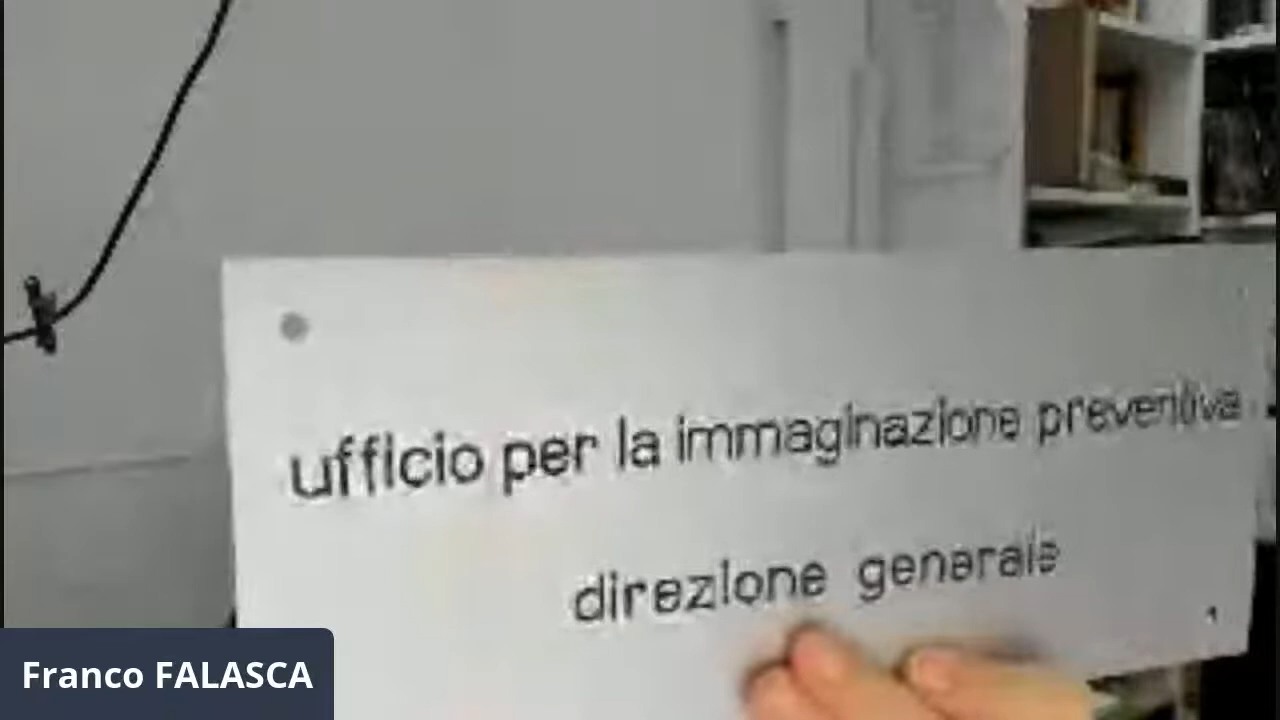 ufficio per la immaginazione preventiva
direzione generale
Franco FALASCA